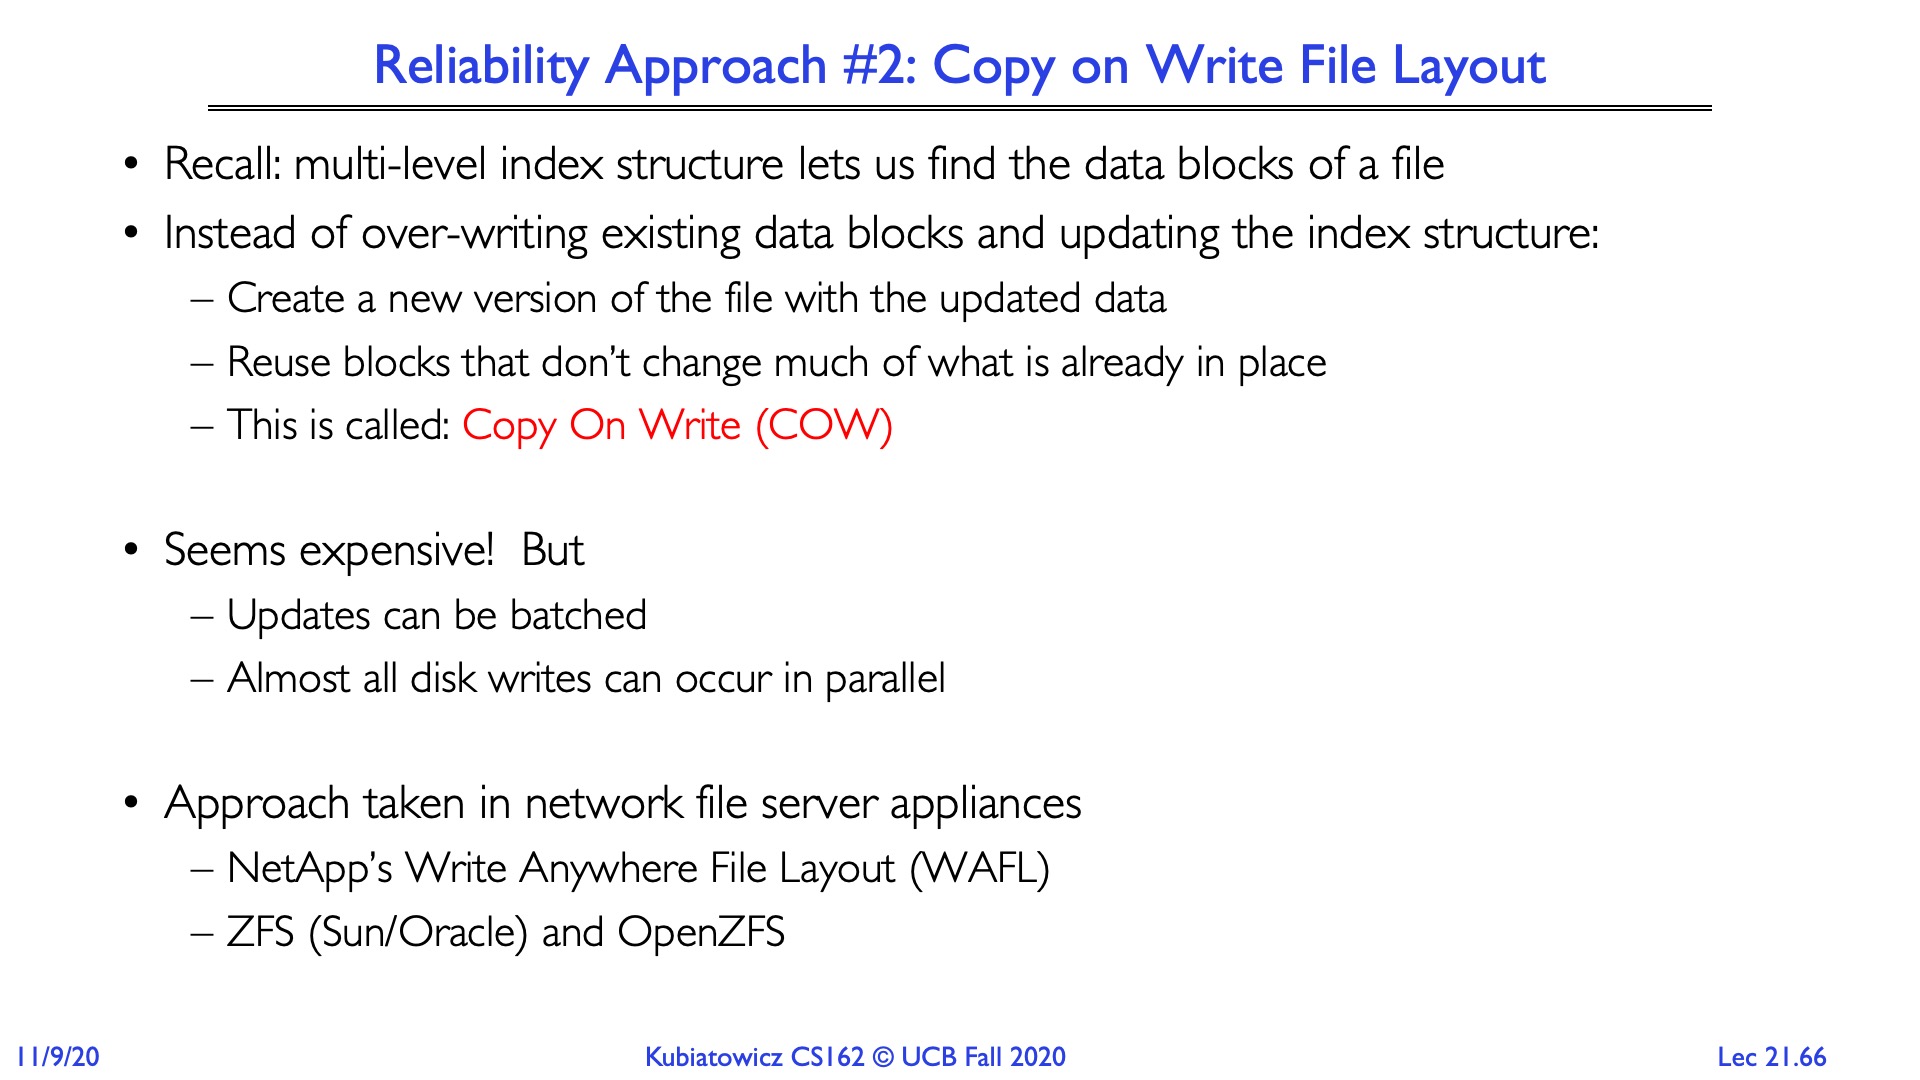 Reliability Approach #2: Copy on Write File Layout
• Recall: multi-level index structure lets us find the data blocks of a file
• Instead of over-writing existing data blocks and updating the index structure:
– Create a new version of the file with the updated data
– Reuse blocks that don’t change much of what is already in place
– This is called: Copy On Write (COW)
• Seems expensive!  But
– Updates can be batched
– Almost all disk writes can occur in parallel
• Approach taken in network file server appliances
– NetApp’s Write Anywhere File Layout (WAFL)
– ZFS (Sun/Oracle) and OpenZFS
11/9/20
Kubiatowicz CS162 © UCB Fall 2020
Lec 21.66